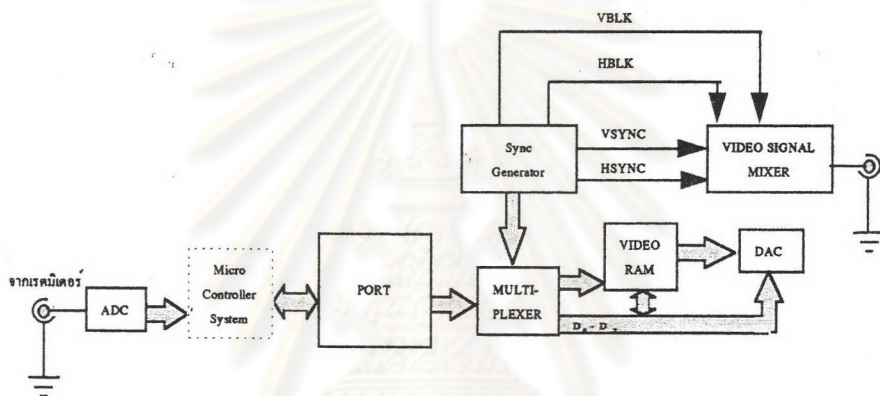 VBLK
HBLK
Sync
Generator
VSYNC
HSYNC
VIDEO SIGNAL
MIXER
จากเรตมิเตอร์
ADC
Micro
Controller
System
PORT
MULTI-
PLEXER
VIDEO
RAM
DAC